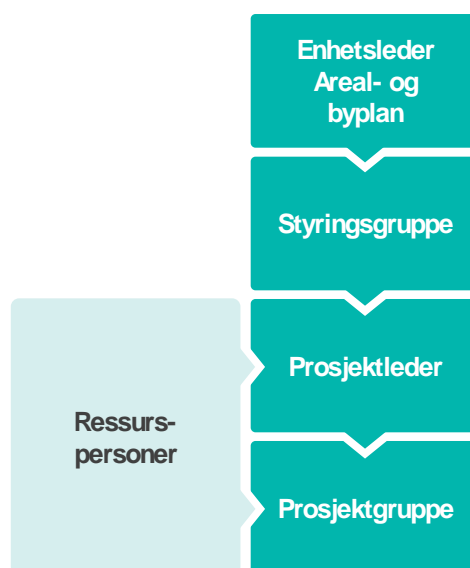 Enhetsleder
Areal- og
byplan
Styringsgruppe
Prosjektleder
Ressurs-
personer
Prosjektgruppe